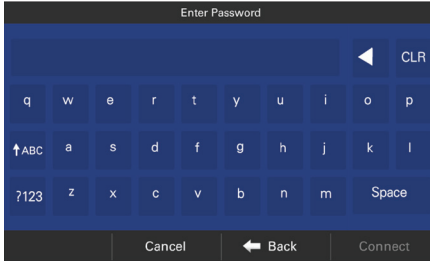 Enter Password
CLR
q w e r t y u i o p
ABC a s d f g h j k l
?123 z x c v b n m Space
Cancel Back Connect